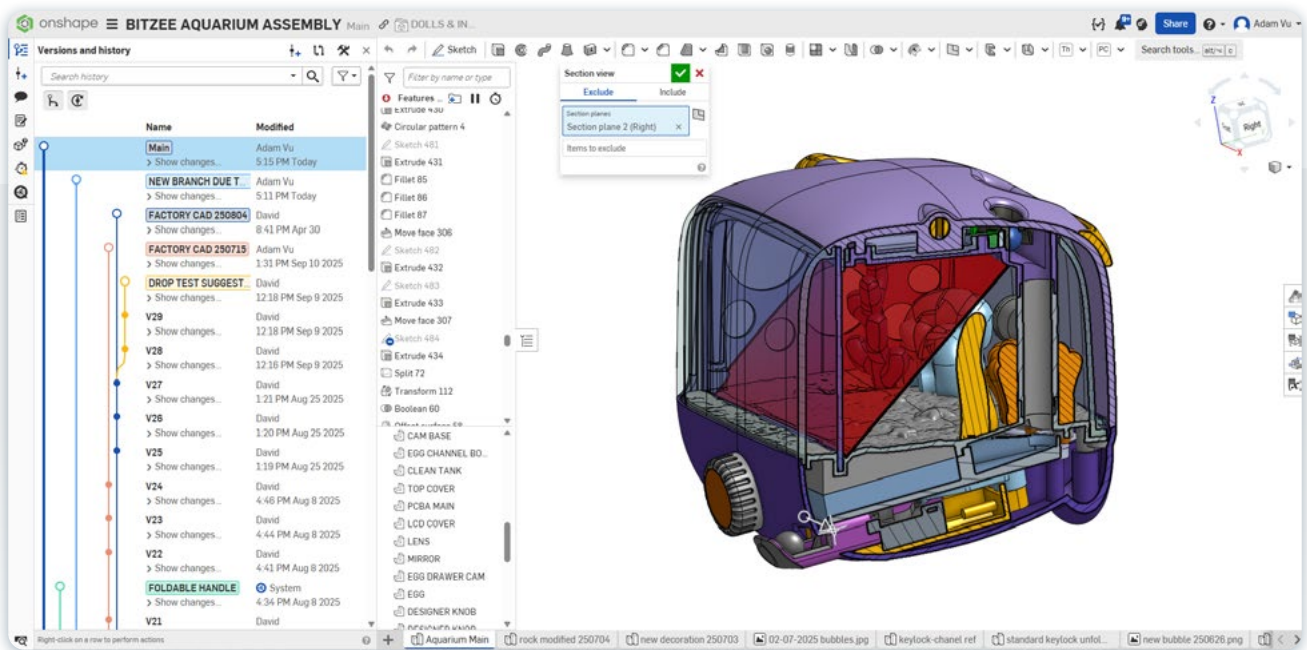 onshape BITZEE AQUARIUM ASSEMBLY Main DOLLS & IN...
Share
Adam Vu
Versions and history
Sketch
Search tools...
Search history
Name Modified
Main Adam Vu
Show changes... 5:15 PM Today
NEW BRANCH DUE T... Adam Vu
Show changes... 5:11 PM Today
FACTORY CAD 250804 David
Show changes... 8:41 PM Apr 30
FACTORY CAD 250715 Adam Vu
Show changes... 1:31 PM Sep 10 2025
DROP TEST SUGGEST... David
Show changes... 12:18 PM Sep 9 2025
V29 David
Show changes... 12:18 PM Sep 9 2025
V28 David
Show changes... 12:16 PM Sep 9 2025
V27 David
Show changes... 1:21 PM Aug 25 2025
V26 David
Show changes... 1:20 PM Aug 25 2025
V25 David
Show changes... 1:19 PM Aug 25 2025
V24 David
Show changes... 4:46 PM Aug 8 2025
V23 David
Show changes... 4:44 PM Aug 8 2025
V22 David
Show changes... 4:41 PM Aug 8 2025
FOLDABLE HANDLE System
Show changes... 4:34 PM Aug 8 2025
V21 David
Right-click on a row to perform actions
Filter by name or type
Features ...
Extrude 430
Circular pattern 4
Sketch 481
Extrude 431
Fillet 85
Fillet 86
Fillet 87
Move face 306
Sketch 482
Extrude 432
Sketch 483
Extrude 433
Move face 307
Sketch 484
Extrude 434
Split 72
Transform 112
Boolean 60
Offset surface 58
CAM BASE
EGG CHANNEL BO...
CLEAN TANK
TOP COVER
PCBA MAIN
LCD COVER
LENS
MIRROR
EGG DRAWER CAM
EGG
DESIGNER KNOB
DESIGNER KNOB
Section view
Exclude Include
Section planes
Section plane 2 (Right)
Items to exclude
Z
Right
X
Aquarium Main
rock modified 250704
new decoration 250703
02-07-2025 bubbles.jpg
keylock-chanel ref
standard keylock unfol...
new bubble 250626.png